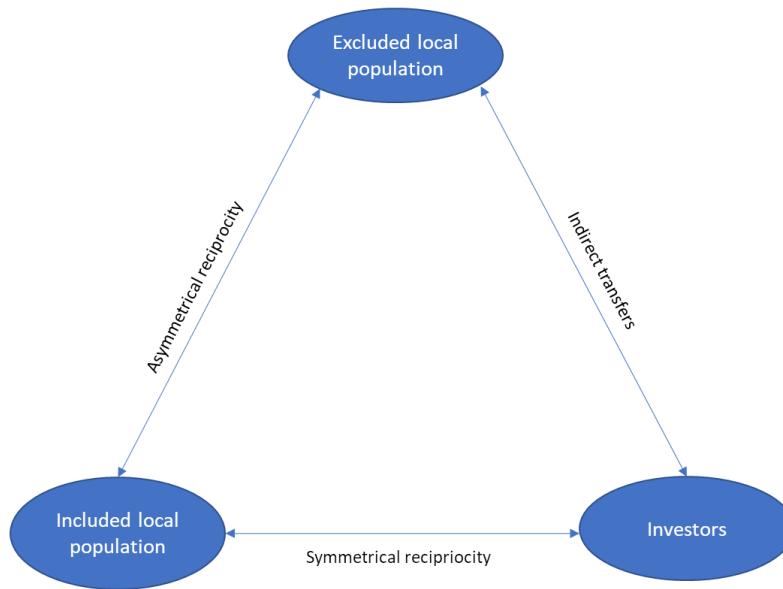 Excluded local
population
Asymmetrical reciprocity
Indirect transfers
Included local
population
Symmetrical recipriocity
Investors